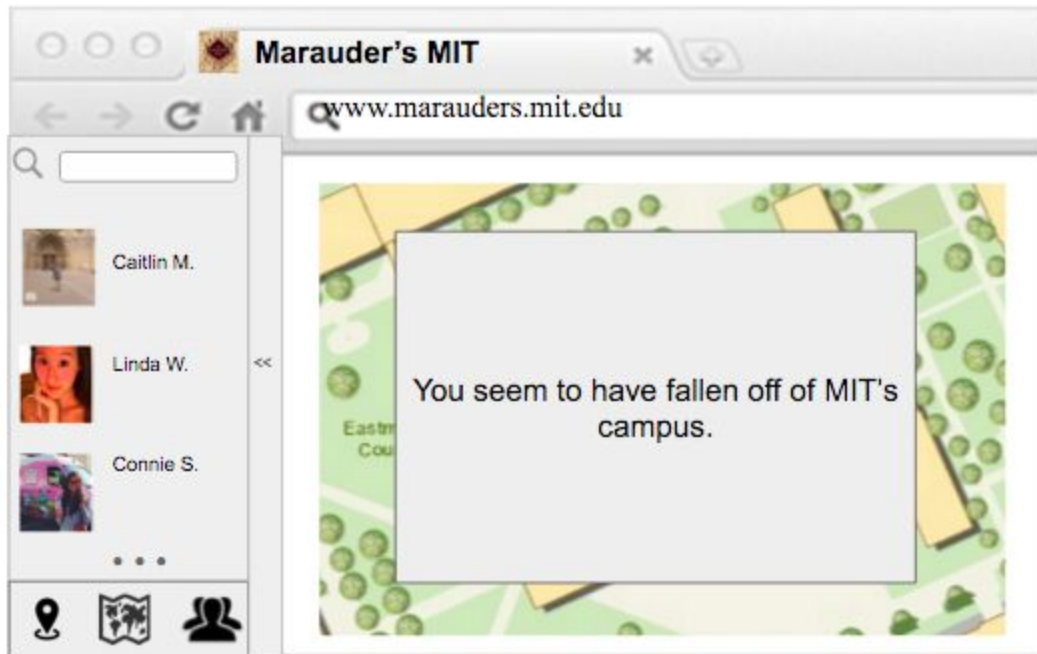 Marauder's MIT
www.marauders.mit.edu
Caitlin M.
Linda W.
<<
Connie S.
You seem to have fallen off of MIT's
campus.